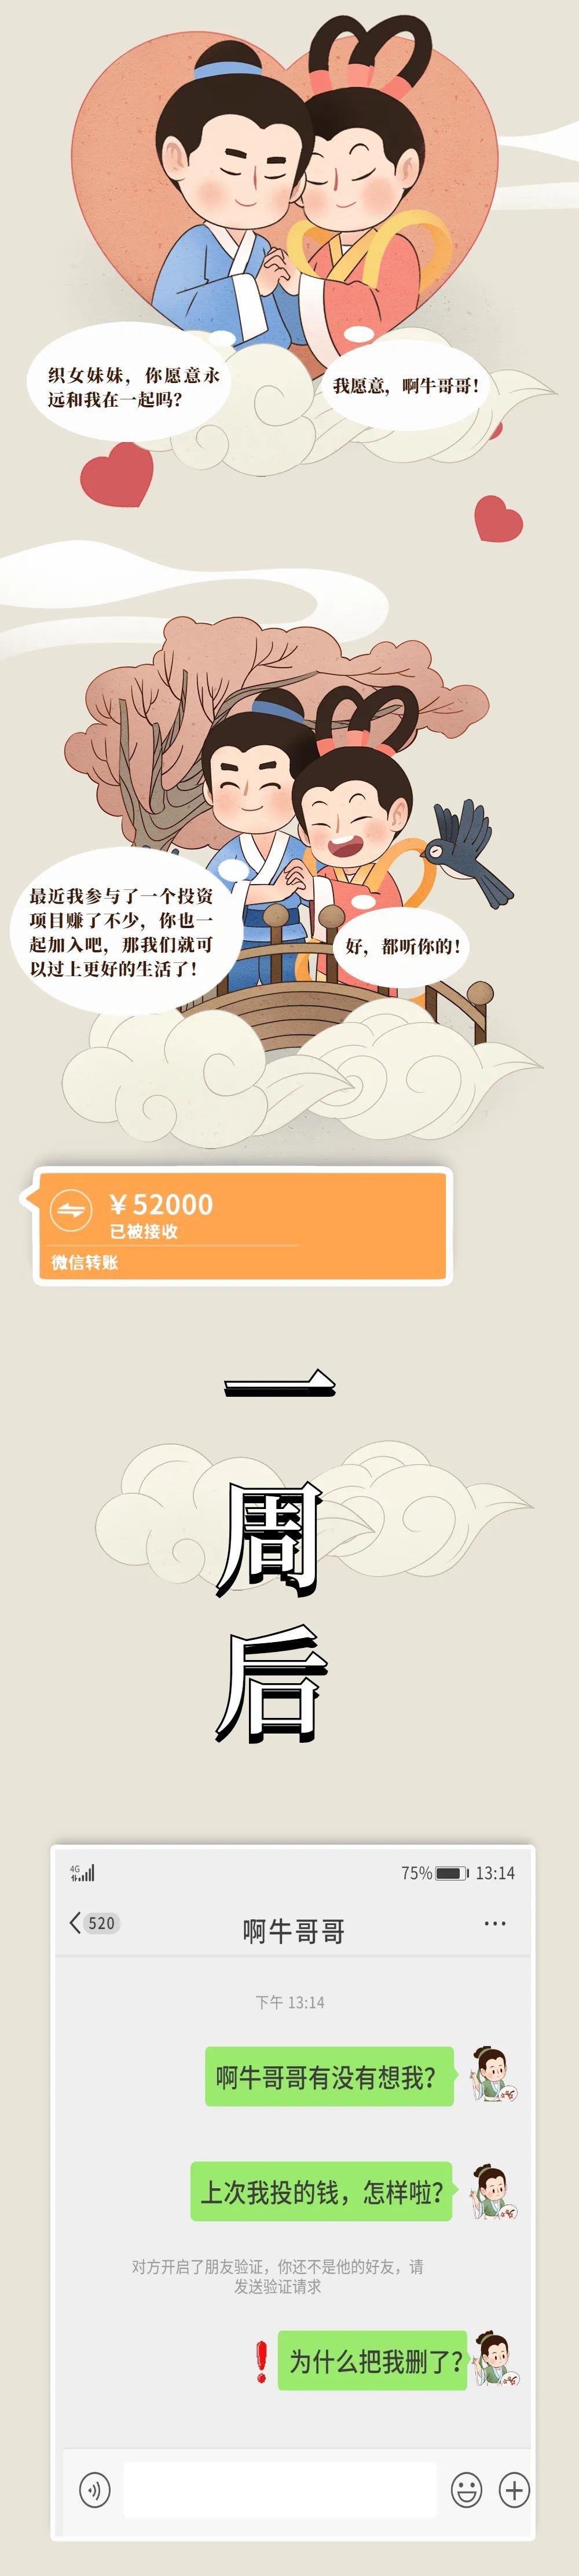 织女妹妹，你愿意永
远和我在一起吗？
我愿意，啊牛哥哥！
最近我参与了一个投资
项目赚了不少，你也一
起加入吧，那我们就可
以过上更好的生活了！
好，都听你的！
￥52000
已被接收
微信转账
一
周
后
4G
75% 13:14
520
啊牛哥哥
下午 13:14
啊牛哥哥有没有想我？
上次我投的钱，怎样啦？
对方开启了朋友验证，你还不是他的好友，请
发送验证请求
为什么把我删了？